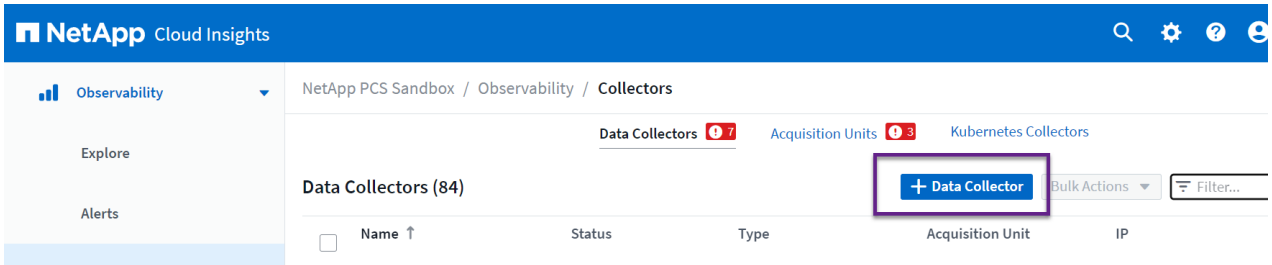 NetApp Cloud Insights
Observability
NetApp PCS Sandbox / Observability / Collectors
Data Collectors 7
Acquisition Units 3
Kubernetes Collectors
Explore
Data Collectors (84)
+ Data Collector
Bulk Actions
Filter...
Alerts
Name ↑
Status
Type
Acquisition Unit
IP